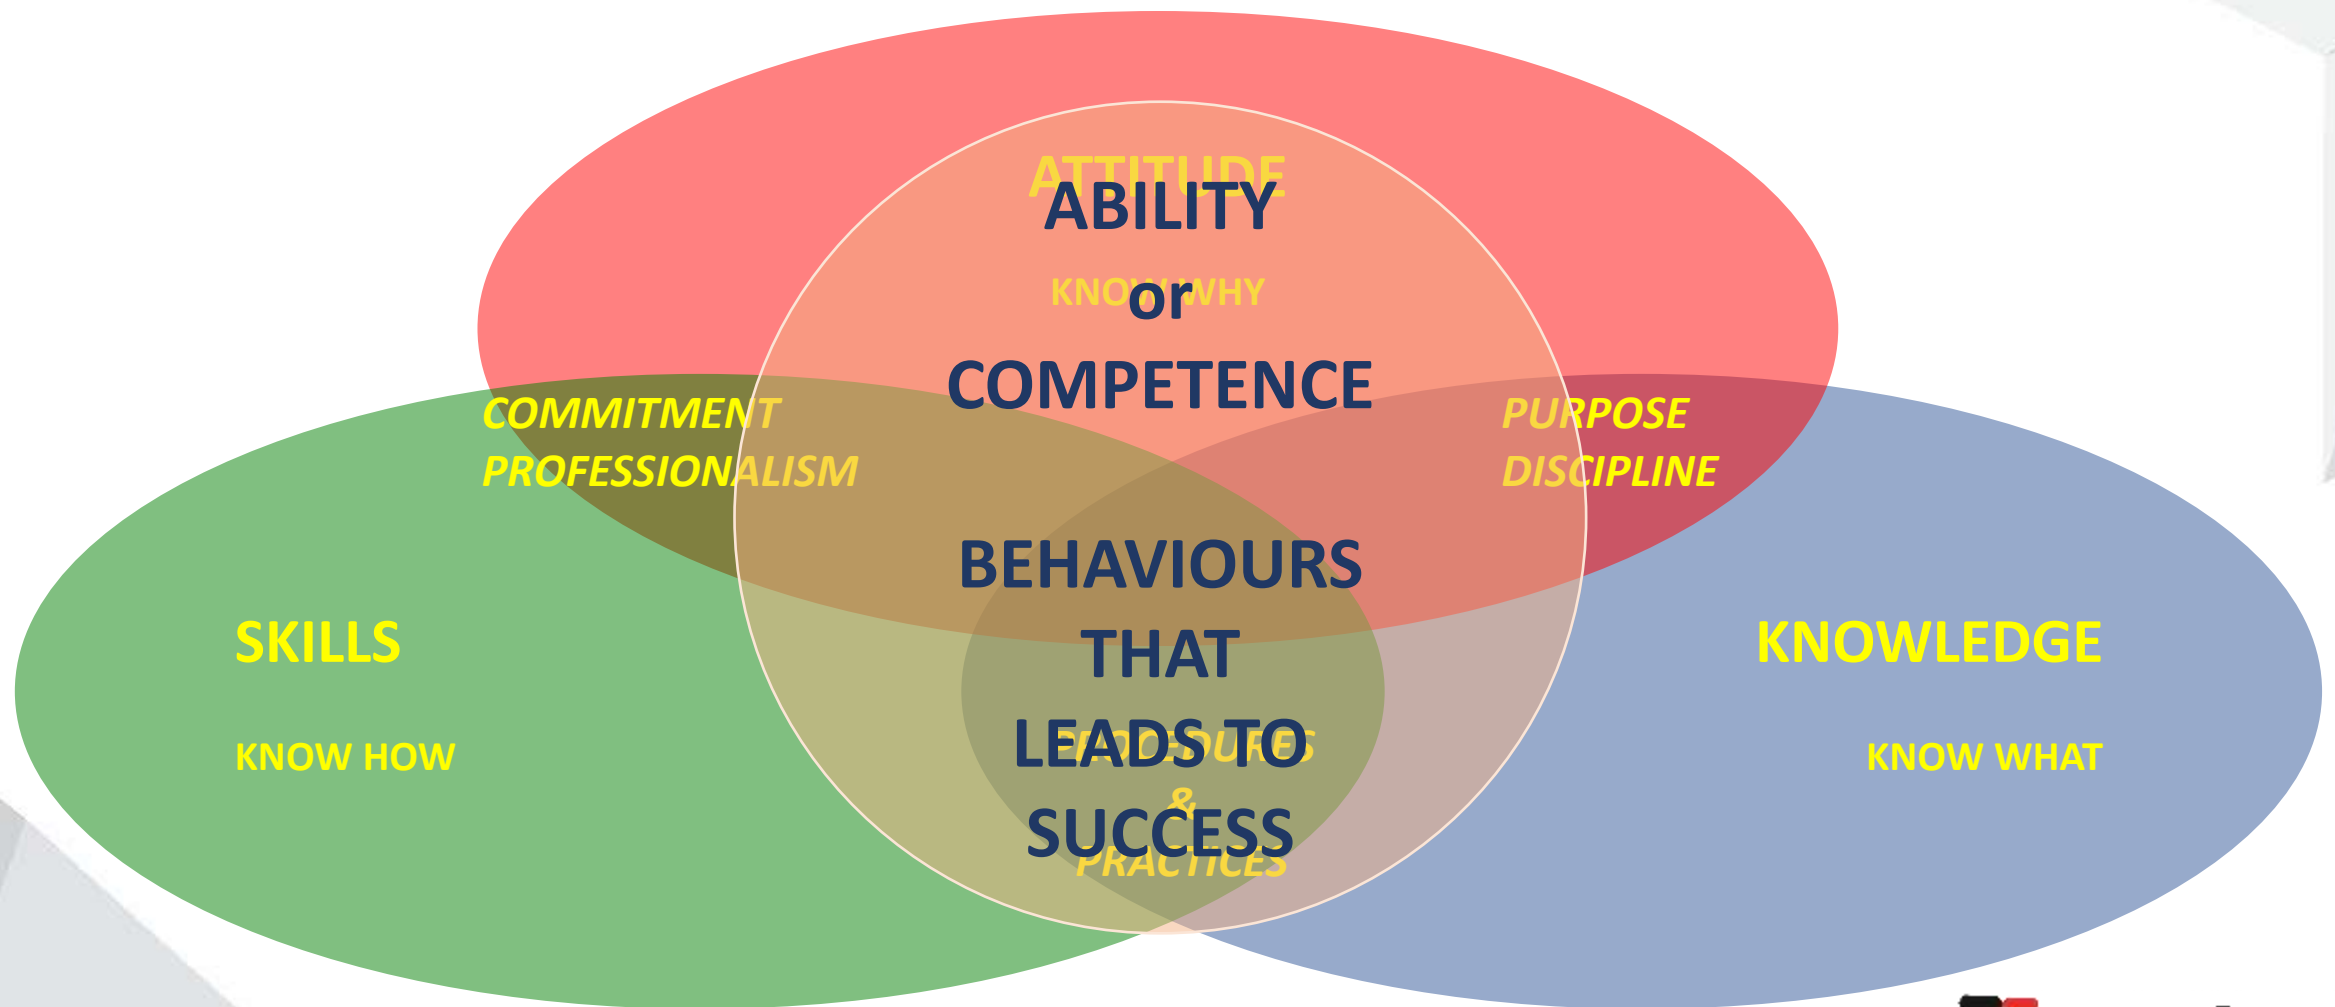 ATTITUDE
KNOW WHY
ABILITY
or
COMPETENCE
BEHAVIOURS
THAT
LEADS TO
SUCCESS
COMMITMENT
PROFESSIONALISM
PURPOSE
DISCIPLINE
SKILLS
KNOW HOW
KNOWLEDGE
KNOW WHAT
PROCEDURES
&
PRACTICES